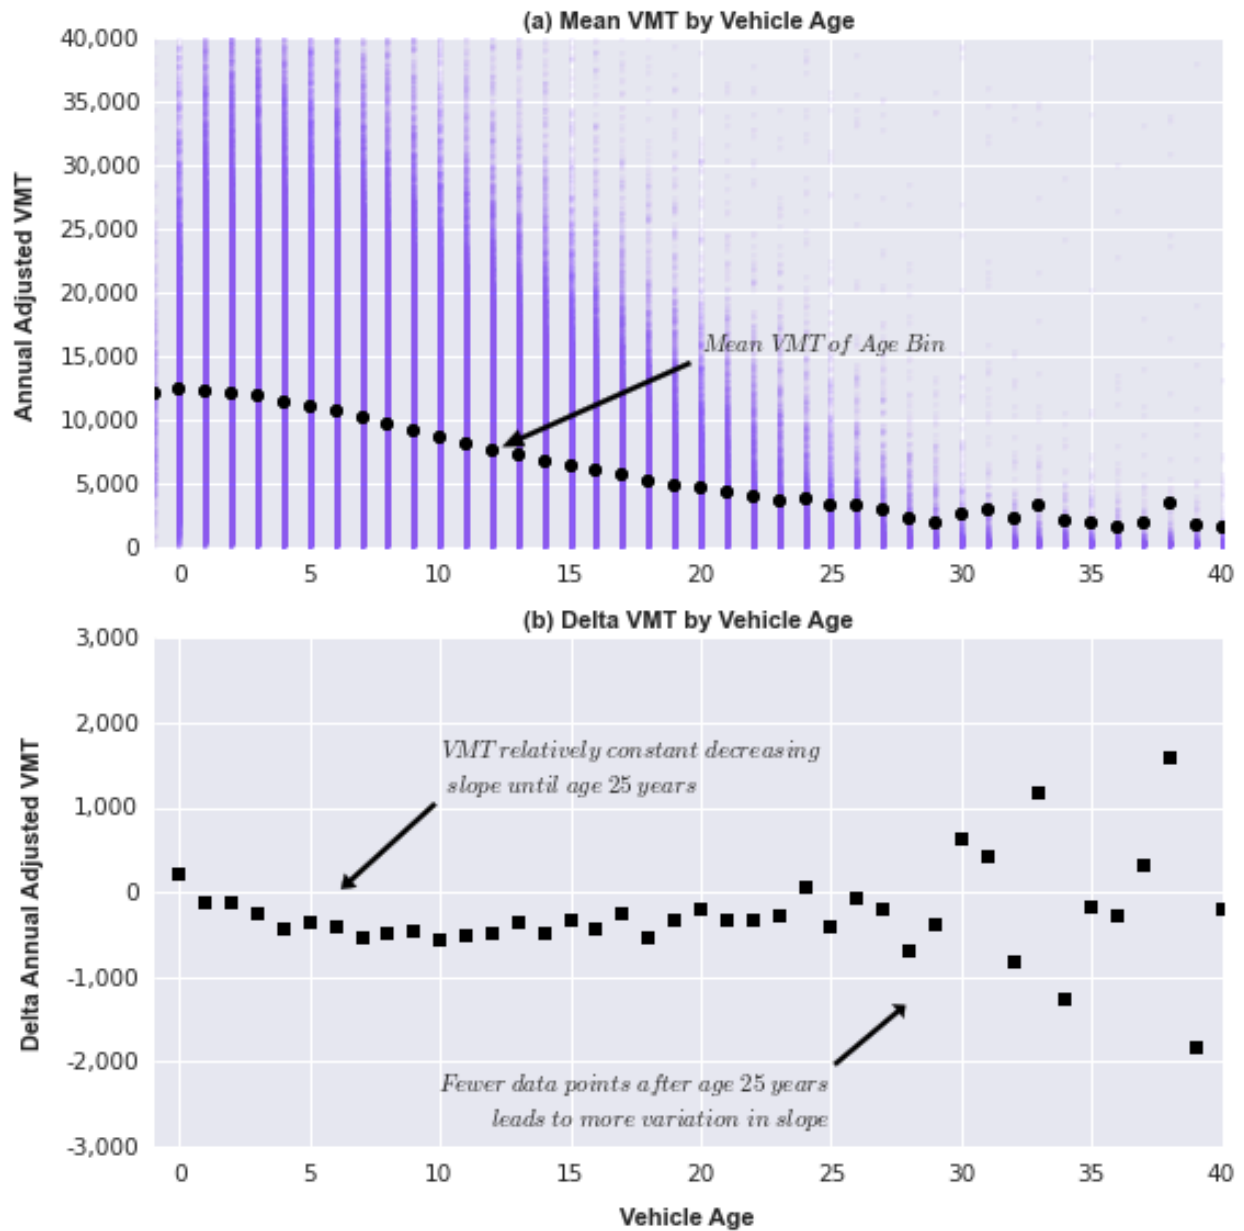 (a) Mean VMT by Vehicle Age
40,000
35,000
30,000
25,000
20,000
15,000
10,000
5,000
0
Annual Adjusted VMT
Mean VMT of Age Bin
0 5 10 15 20 25 30 35 40
(b) Delta VMT by Vehicle Age
3,000
2,000
1,000
0
-1,000
-2,000
-3,000
Delta Annual Adjusted VMT
VMT relatively constant decreasing
slope until age 25 years
Fewer data points after age 25 years
leads to more variation in slope
0 5 10 15 20 25 30 35 40
Vehicle Age